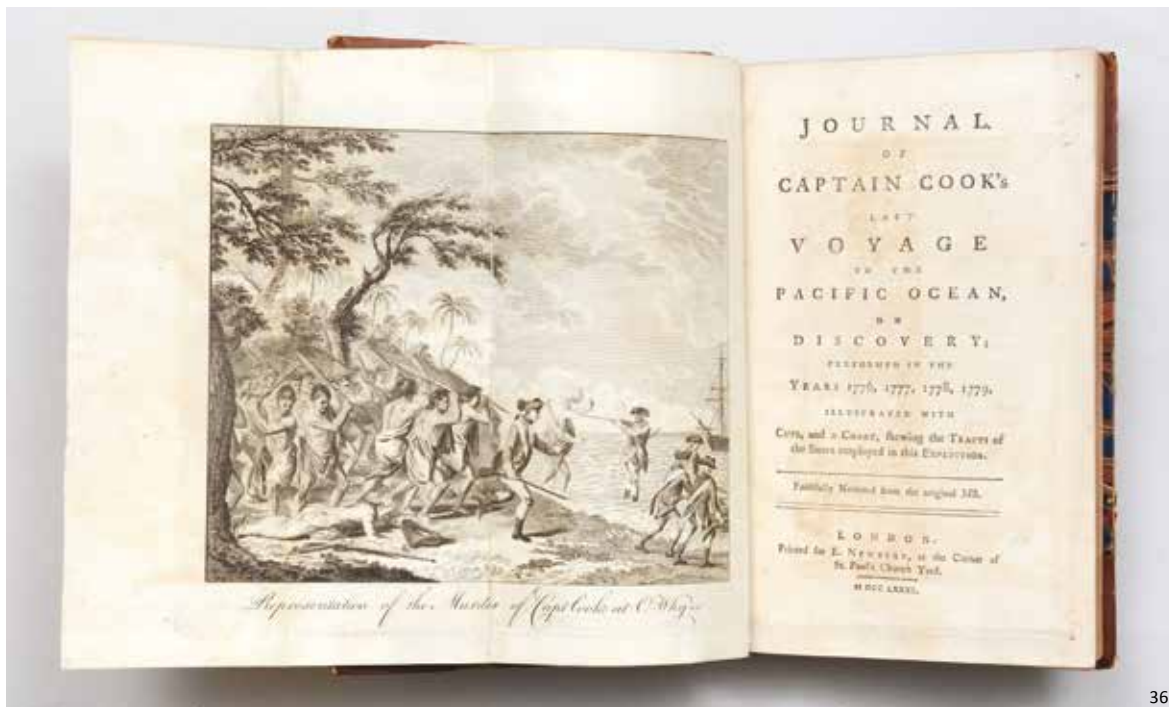 Representation of the Murder of Capt Cooke at O,Why,ee
JOURNAL
OF
CAPTAIN COOK's
LAST
VOYAGE
TO THE
PACIFIC OCEAN,
ON
DISCOVERY;
PERFORMED IN THE
YEARS 1776, 1777, 1778, 1779.
ILLUSTRATED WITH
CUTS, and a CHART, shewing the TRACTS of
the SHIPS employed in this EXPEDITION.
Faithfully Narrated from the original MS.
LONDON:
Printed for E. NEWBERY, at the Corner of
St. Paul's Church Yard.
M DCC LXXXI.
36